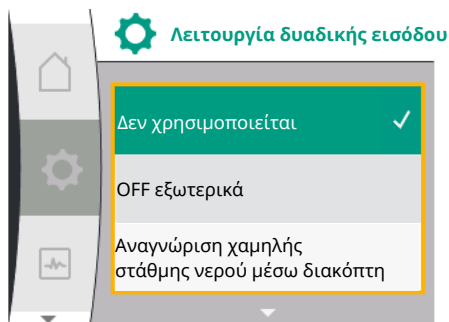 Λειτουργία δυαδικής εισόδου
Δεν χρησιμοποιείται
OFF εξωτερικά
Αναγνώριση χαμηλής
στάθμης νερού μέσω διακόπτη